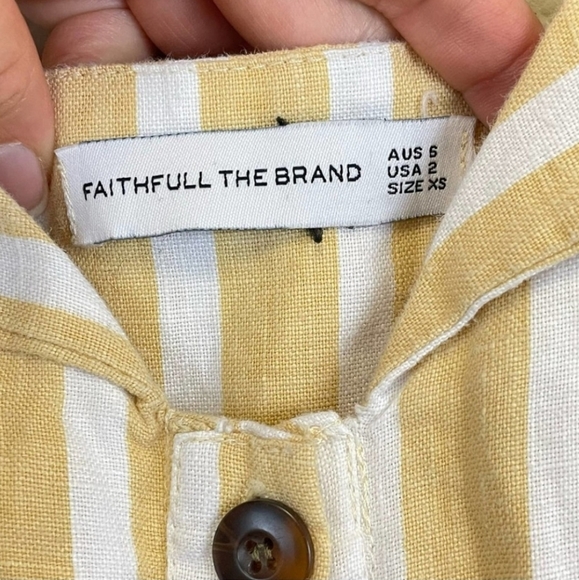 FAITHFULL THE BRAND
AUS 6
USA 2
SIZE XS